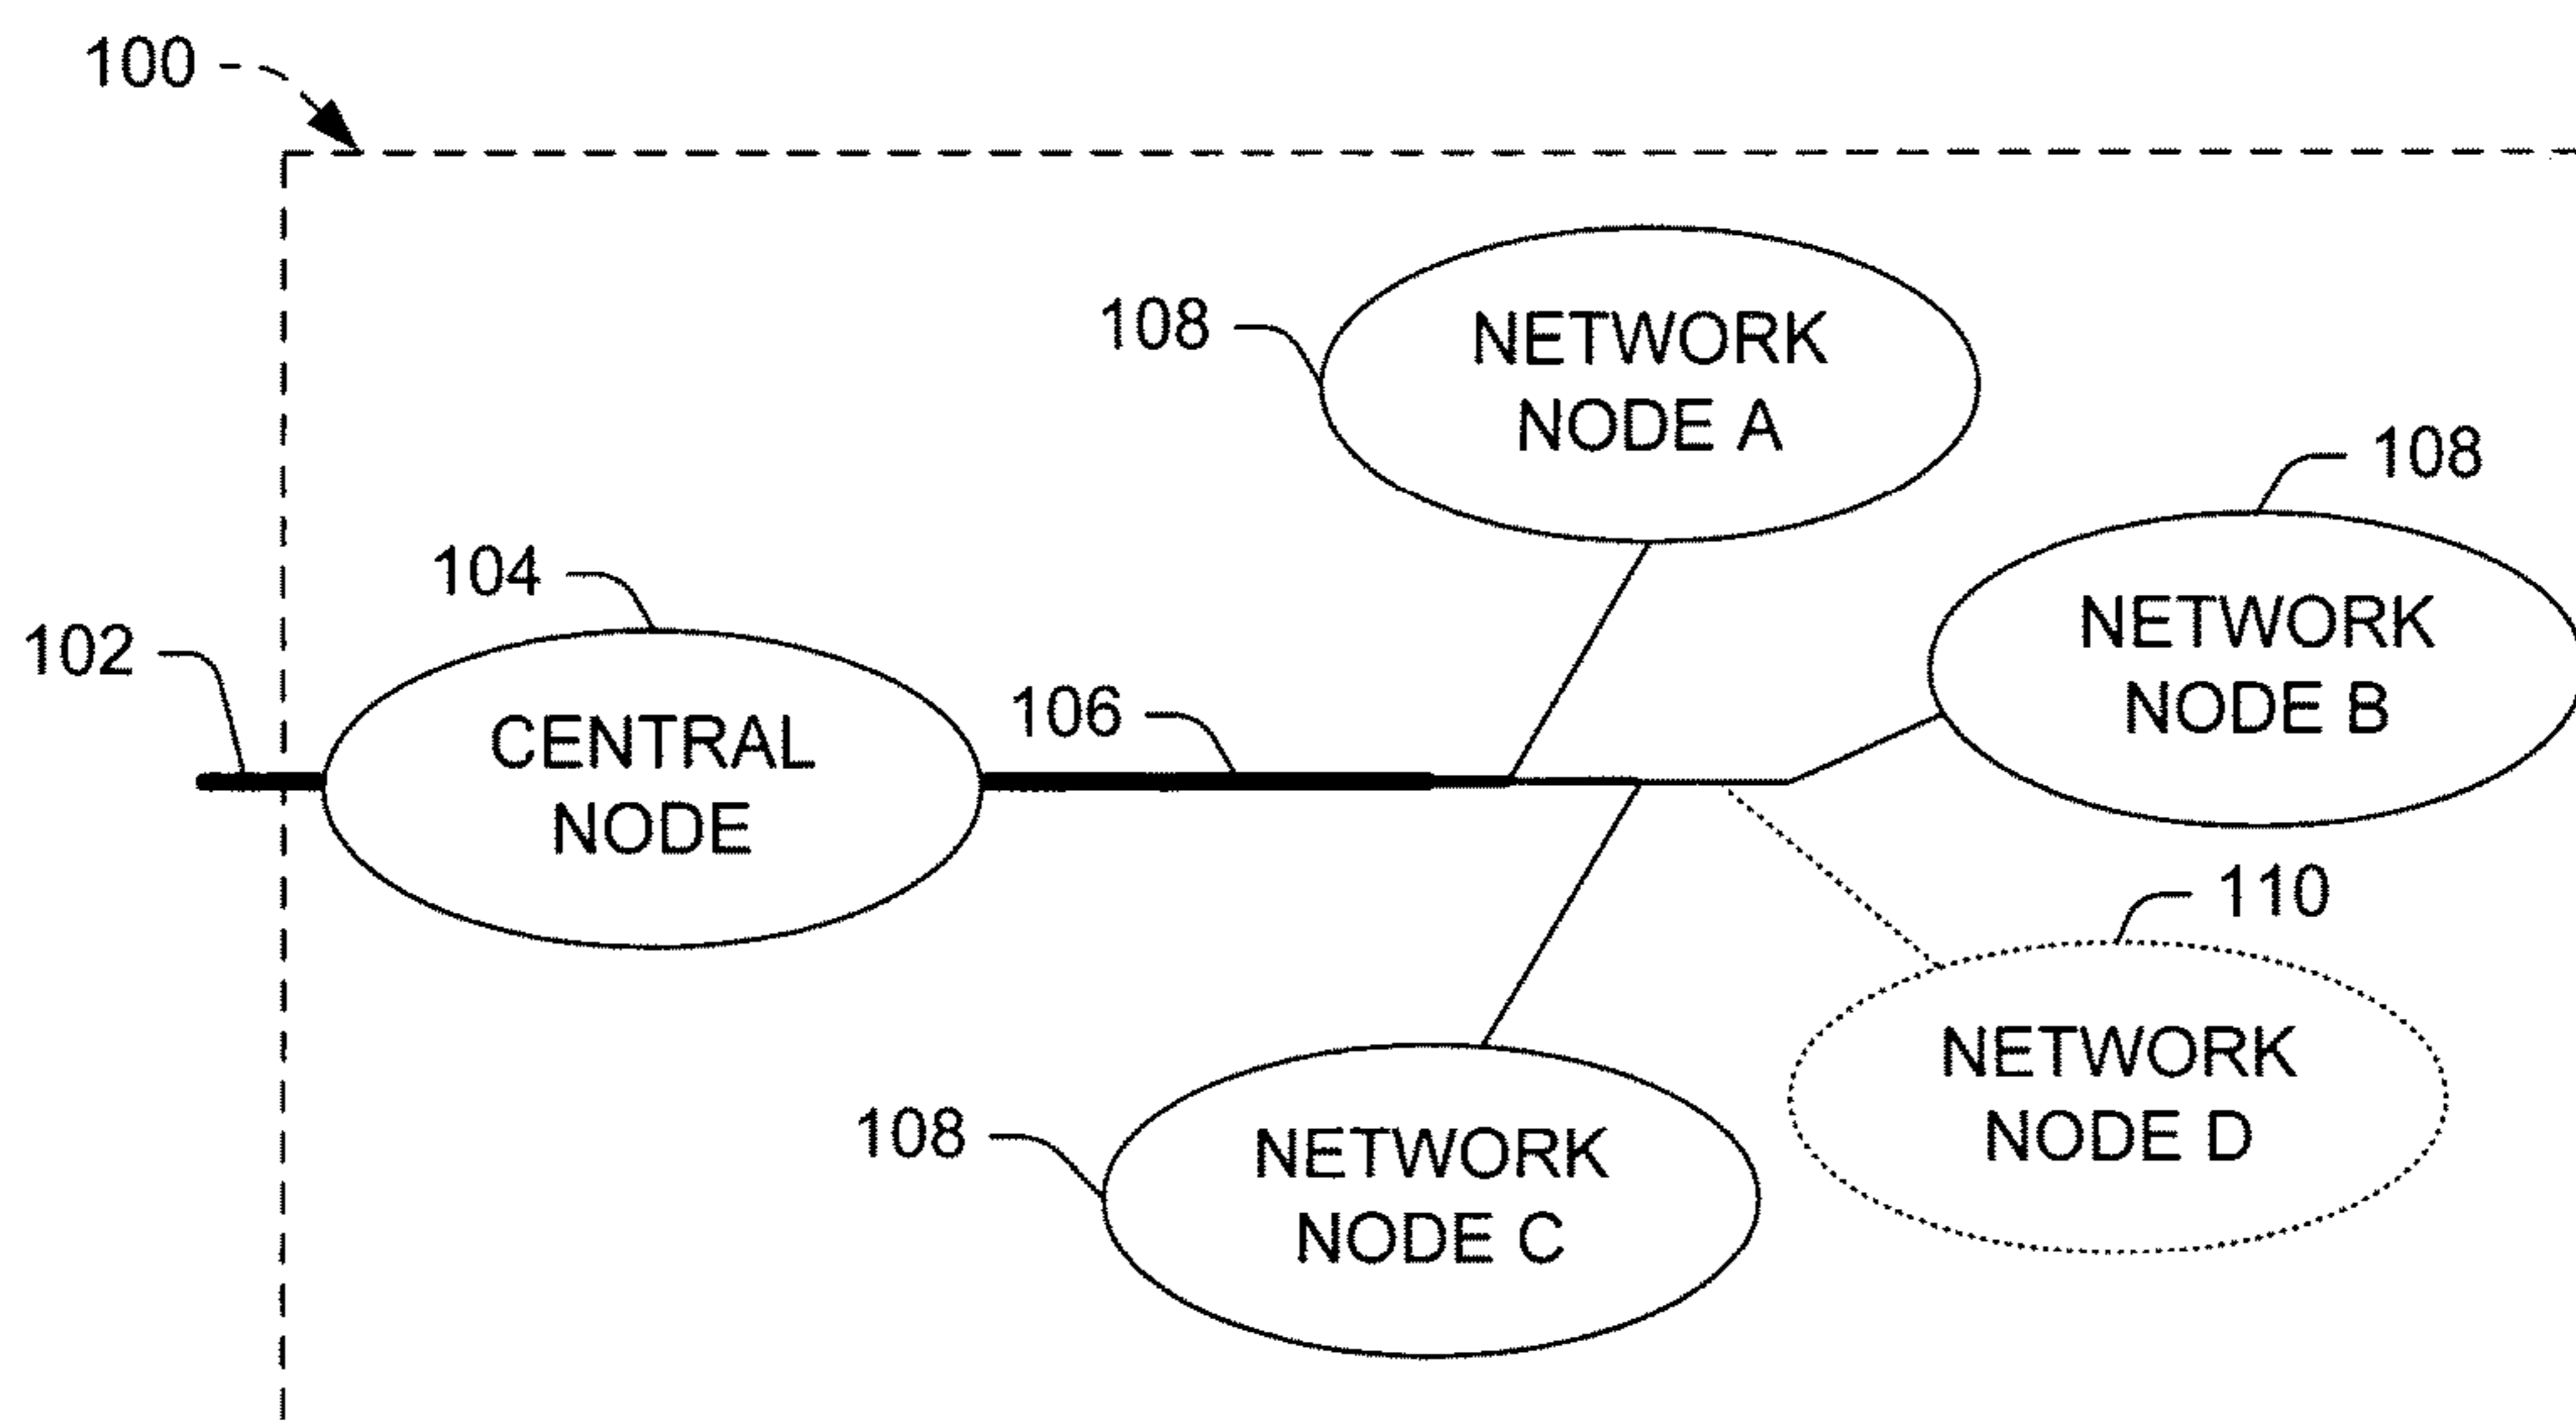 100
108
NETWORK
NODE A
108
104
NETWORK
NODE B
102
106
CENTRAL
NODE
110
NETWORK
NODE D
108
NETWORK
NODE C